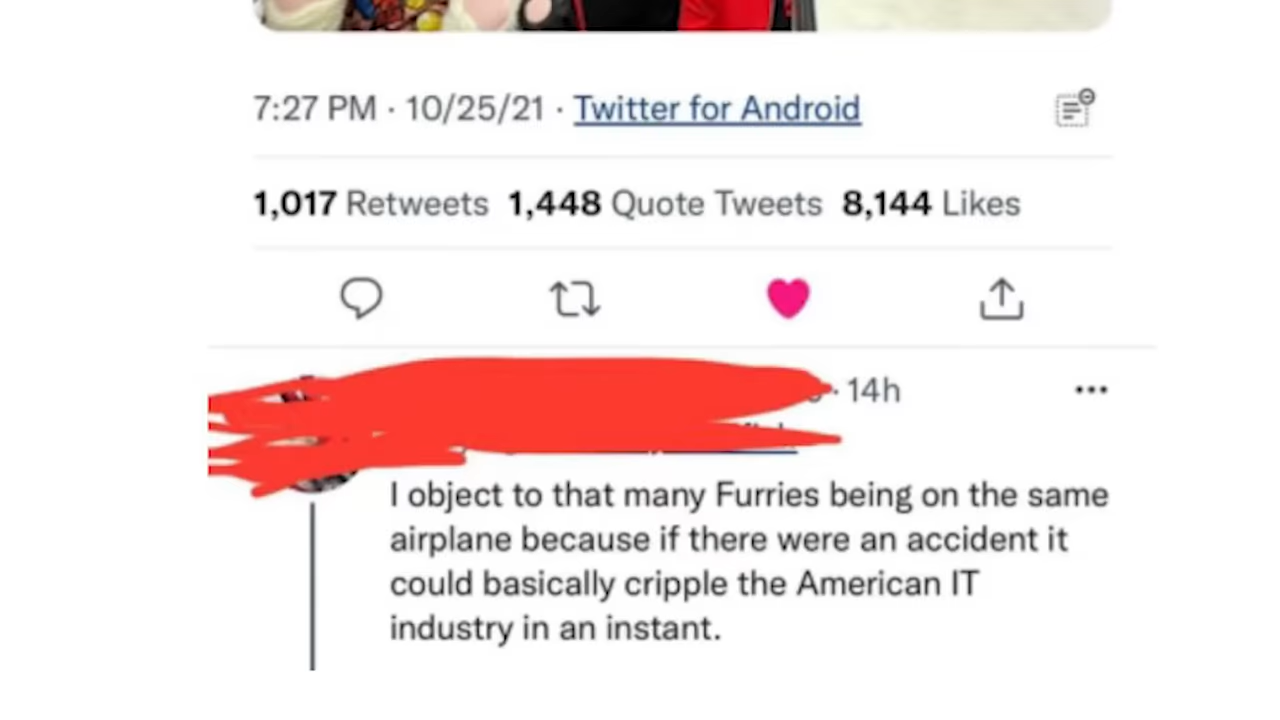 7:27 PM · 10/25/21 · Twitter for Android
1,017 Retweets 1,448 Quote Tweets 8,144 Likes
· 14h
I object to that many Furries being on the same
airplane because if there were an accident it
could basically cripple the American IT
industry in an instant.